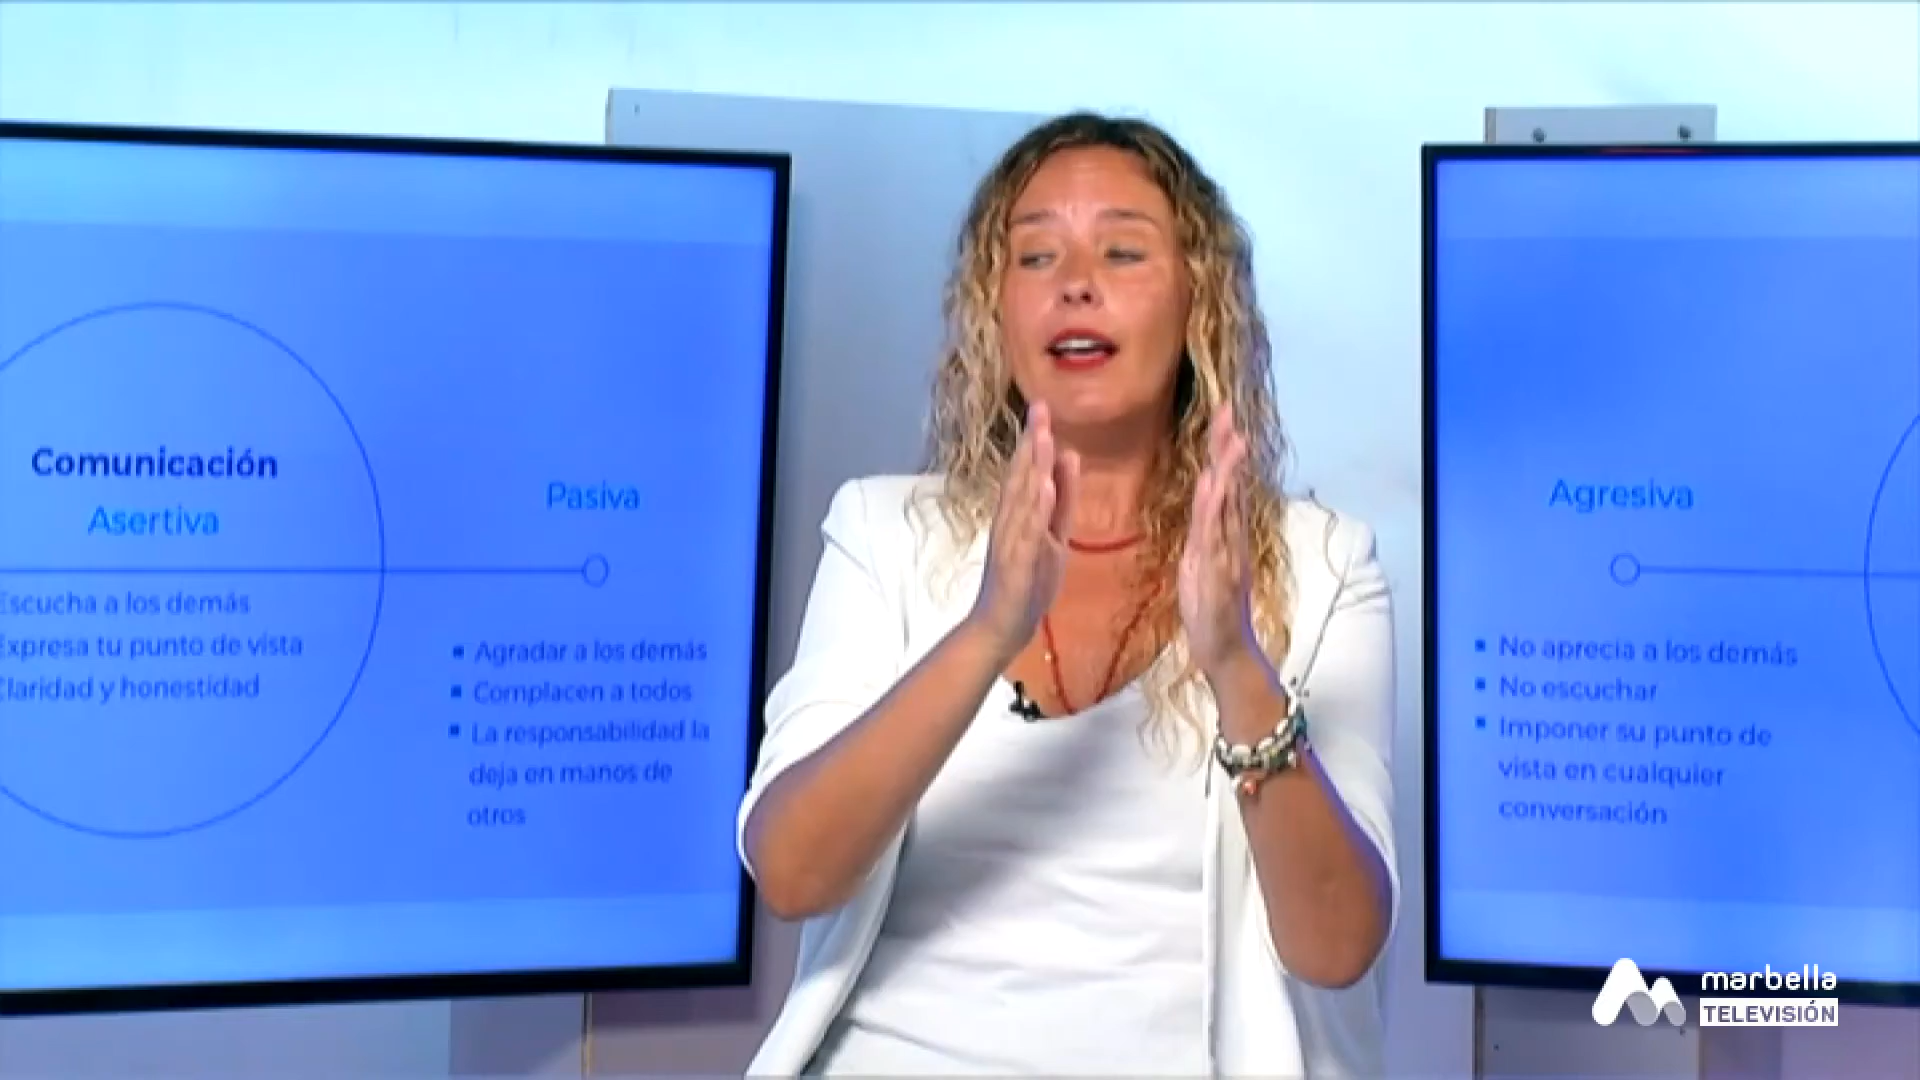 Comunicación
Asertiva
Escucha a los demás
Expresa tu punto de vista
Claridad y honestidad
Pasiva
▪ Agradar a los demás
▪ Complacen a todos
▪ La responsabilidad la
deja en manos de
otros
Agresiva
▪ No aprecia a los demás
▪ No escuchar
▪ Imponer su punto de
vista en cualquier
conversación
marbella
TELEVISIÓN